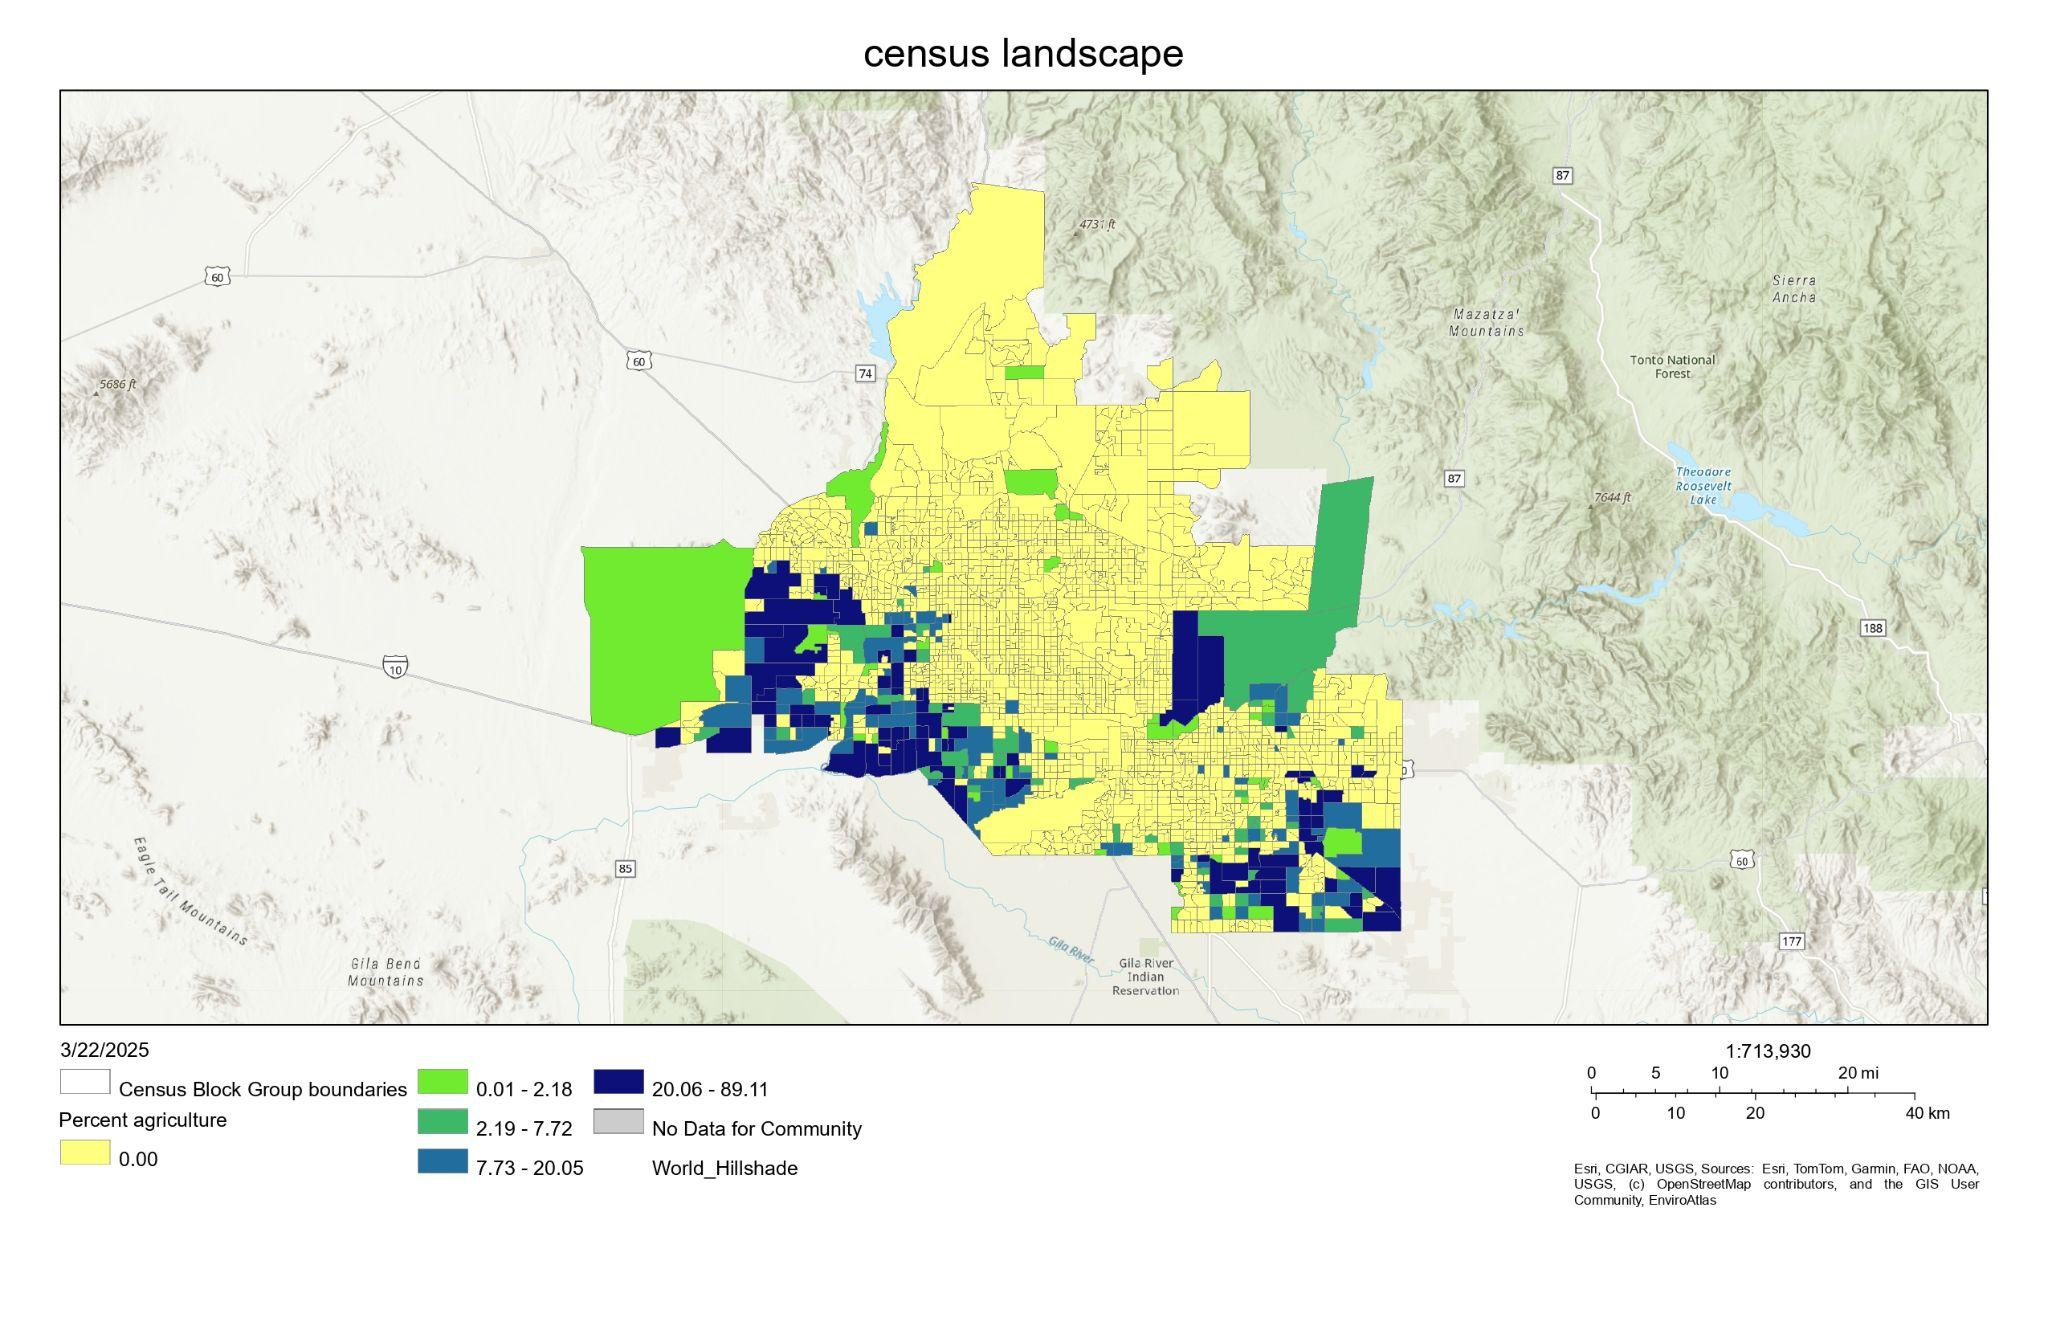 census landscape
87
4731 ft
60
Sierra
Ancha
Mazatzal
Mountains
60
74
Tonto National
Forest
5686 ft
87
Theodore
Roosevelt
Lake
7644 ft
10
188
85
60
Eagle Tail Mountains
177
Gila River
Gila Bend
Mountains
Gila River
Indian
Reservation
3/22/2025
Census Block Group boundaries
Percent agriculture
0.00
0.01 - 2.18
2.19 - 7.72
7.73 - 20.05
20.06 - 89.11
No Data for Community
World_Hillshade
1:713,930
0 5 10 20 mi
0 10 20 40 km
Esri, CGIAR, USGS, Sources: Esri, TomTom, Garmin, FAO, NOAA,
USGS, (c) OpenStreetMap contributors, and the GIS User
Community, EnviroAtlas